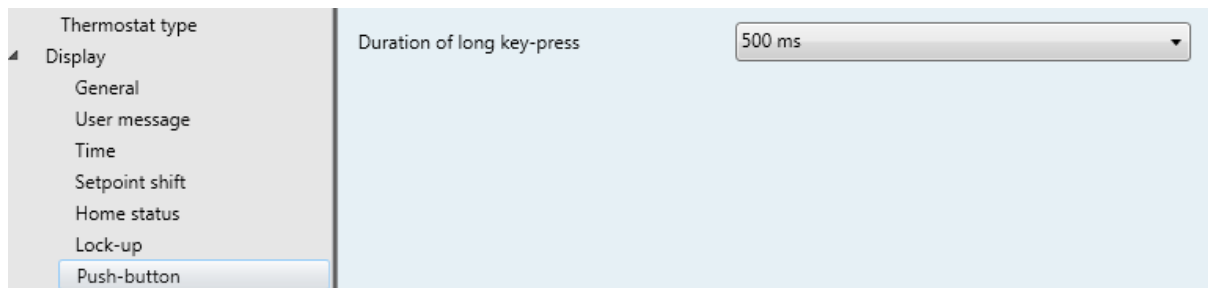 Thermostat type
Display
General
User message
Time
Setpoint shift
Home status
Lock-up
Push-button
Duration of long key-press
500 ms